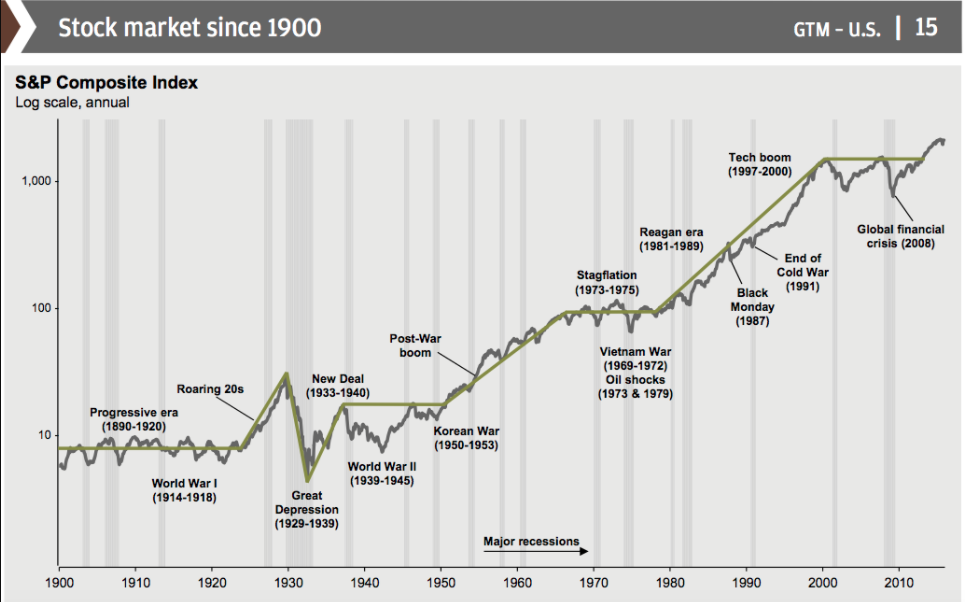 Stock market since 1900
GTM – U.S. | 15
S&P Composite Index
Log scale, annual
1,000
100
10
Progressive era
(1890-1920)
World War I
(1914-1918)
Roaring 20s
Great
Depression
(1929-1939)
New Deal
(1933-1940)
World War II
(1939-1945)
Post-War
boom
Korean War
(1950-1953)
Stagflation
(1973-1975)
Vietnam War
(1969-1972)
Oil shocks
(1973 & 1979)
Reagan era
(1981-1989)
Tech boom
(1997-2000)
Black
Monday
(1987)
End of
Cold War
(1991)
Global financial
crisis (2008)
Major recessions
1900
1910
1920
1930
1940
1950
1960
1970
1980
1990
2000
2010